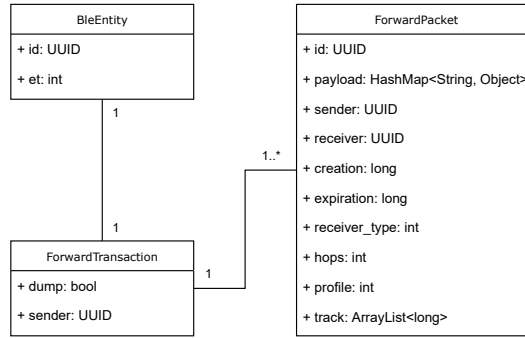 BleEntity
+ id: UUID
+ et: int
1
1
ForwardTransaction
+ dump: bool
+ sender: UUID
1
1..*
ForwardPacket
+ id: UUID
+ payload: HashMap<String, Object>
+ sender: UUID
+ receiver: UUID
+ creation: long
+ expiration: long
+ receiver_type: int
+ hops: int
+ profile: int
+ track: ArrayList<long>